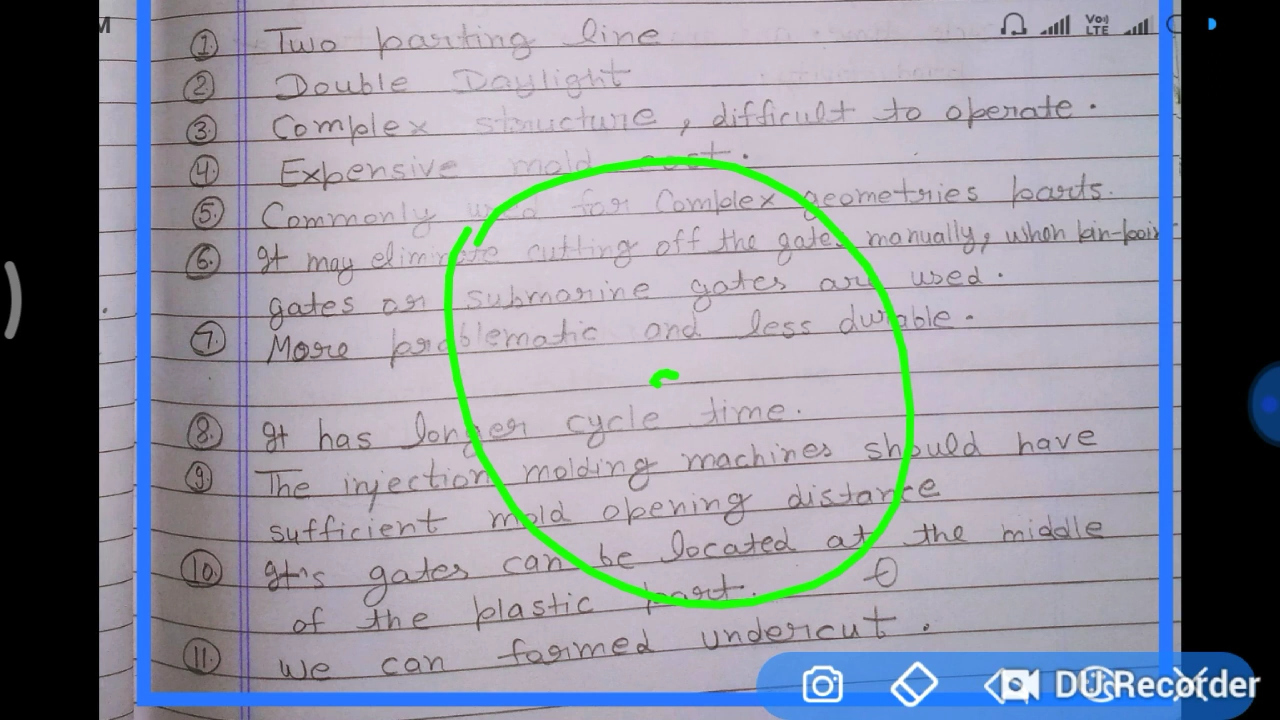 M
Voj) LTE
① Two parting line
② Double Daylight
③ Complex structure, difficult to operate.
④ Expensive mold cost.
⑤ Commonly used for Complex geometries parts.
⑥ It may eliminate cutting off the gates manually, when pin-poin
gates or submarine gates are used.
⑦ More problematic and less durable.
⑧ It has longer cycle time.
⑨ The injection molding machines should have
sufficient mold opening distance
⑩ It's gates can be located at the middle
of the plastic part.
⑪ We can formed undercut.
DU Recorder